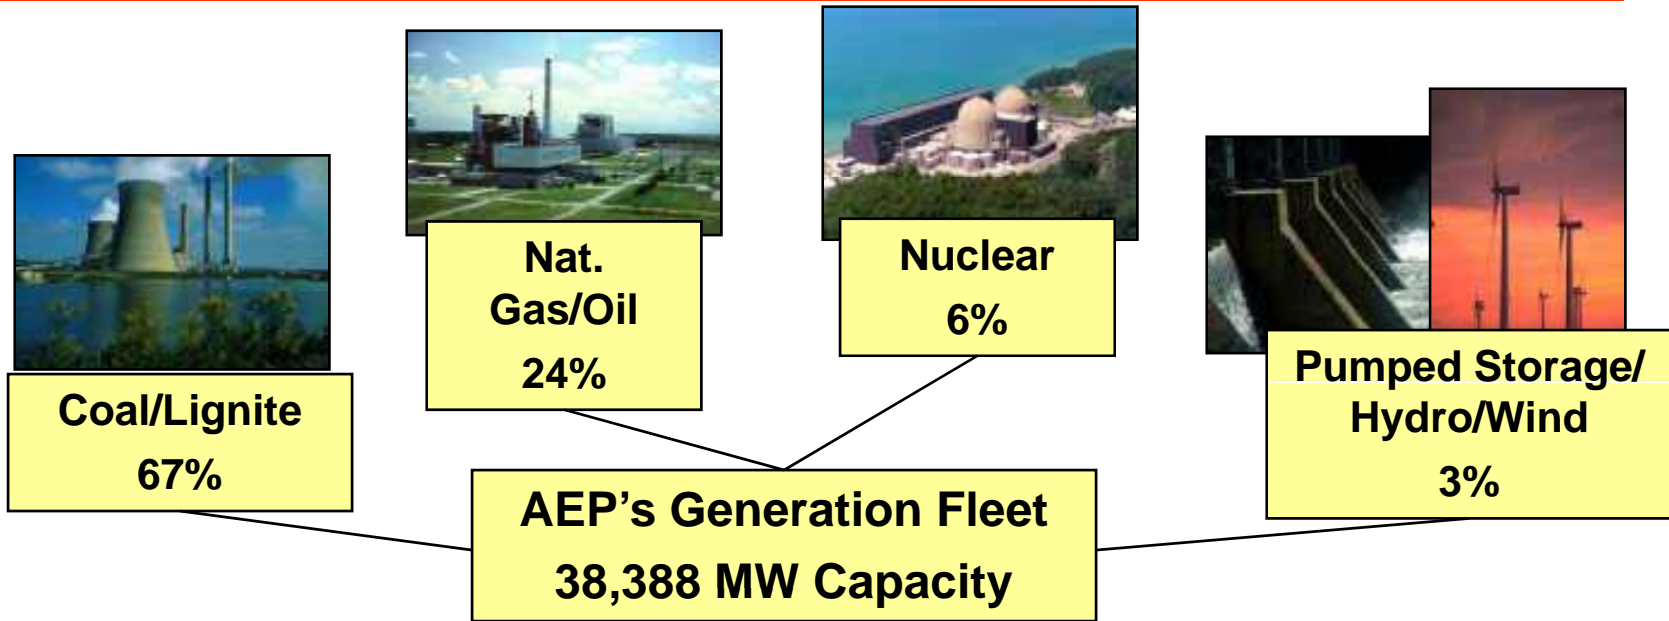 Coal/Lignite
67%
Nat.
Gas/Oil
24%
Nuclear
6%
Pumped Storage/
Hydro/Wind
3%
AEP’s Generation Fleet
38,388 MW Capacity